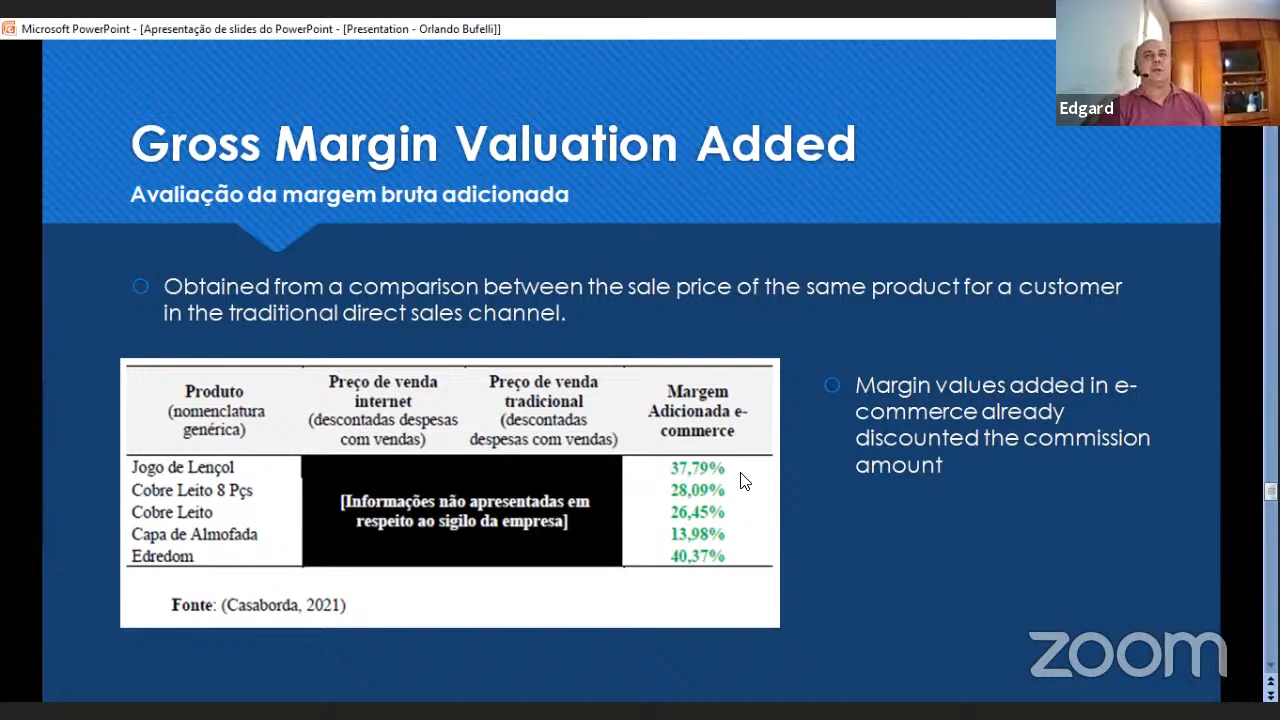 Microsoft PowerPoint - [Apresentação de slides do PowerPoint - [Presentation - Orlando Bufelli]]
Edgard
Gross Margin Valuation Added
Avaliação da margem bruta adicionada
Obtained from a comparison between the sale price of the same product for a customer
in the traditional direct sales channel.
Produto
(nomenclatura
genérica)
Preço de venda
internet
(descontadas despesas
com vendas)
Preço de venda
tradicional
(descontadas
despesas com vendas)
Margem
Adicionada e-
commerce
Jogo de Lençol 37,79%
Cobre Leito 8 Pçs 28,09%
Cobre Leito 26,45%
Capa de Almofada 13,98%
Edredom 40,37%
[Informações não apresentadas em
respeito ao sigilo da empresa]
Fonte: (Casaborda, 2021)
Margin values added in e-
commerce already
discounted the commission
amount
zoom